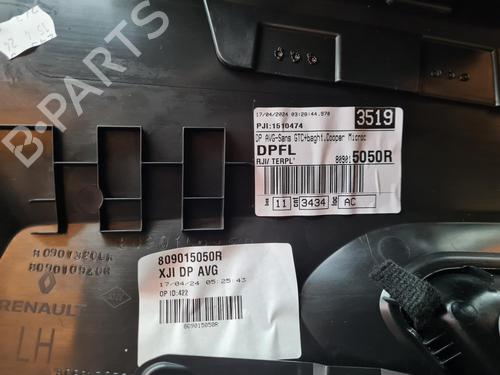 17/04/2024 03:20:44.970
PJI:1510474
3519
DP AVG-Sans GTC+baght.Cooper Microc
DPFL
RJI/ TERPL'
809015050R
11
3434
AC
809015050R
XJI DP AVG
17/04/24 05:25:43
OP ID:422
809015050R
RENAULT
LH
B-PARTS